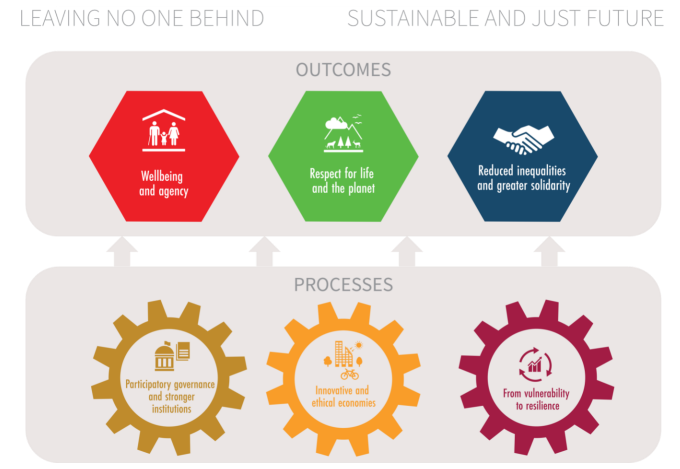 LEAVING NO ONE BEHIND
SUSTAINABLE AND JUST FUTURE
OUTCOMES
Wellbeing
and agency
Respect for life
and the planet
Reduced inequalities
and greater solidarity
PROCESSES
Participatory governance
and stronger
institutions
Innovative and
ethical economies
From vulnerability
to resilience